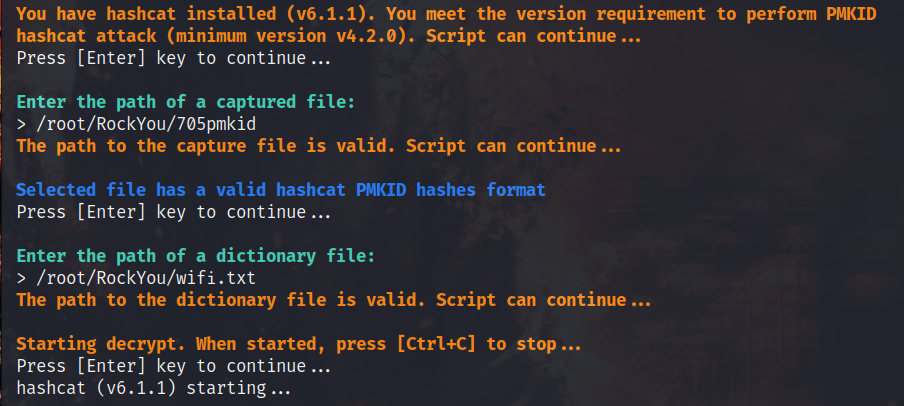 You have hashcat installed (v6.1.1). You meet the version requirement to perform PMKID
hashcat attack (minimum version v4.2.0). Script can continue...
Press [Enter] key to continue...
Enter the path of a captured file:
> /root/RockYou/705pmkid
The path to the capture file is valid. Script can continue...
Selected file has a valid hashcat PMKID hashes format
Press [Enter] key to continue...
Enter the path of a dictionary file:
> /root/RockYou/wifi.txt
The path to the dictionary file is valid. Script can continue...
Starting decrypt. When started, press [Ctrl+C] to stop...
Press [Enter] key to continue...
hashcat (v6.1.1) starting...